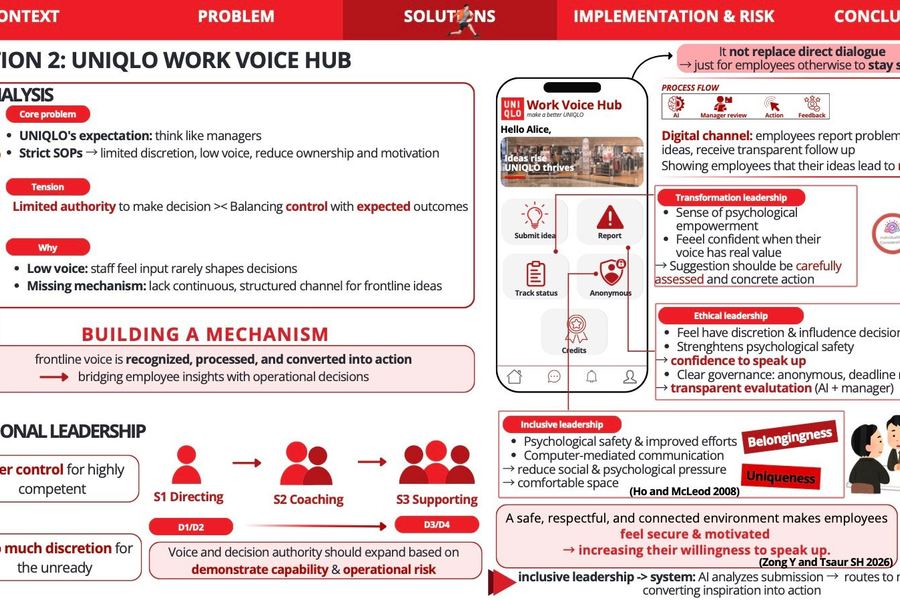 ONTEXT
PROBLEM
SOLUTIONS
IMPLEMENTATION & RISK
CONCLU
TION 2: UNIQLO WORK VOICE HUB
NALYSIS
Core problem
• UNIQLO's expectation: think like managers
• Strict SOPs → limited discretion, low voice, reduce ownership and motivation
Tension
Limited authority to make decision >< Balancing control with expected outcomes
Why
• Low voice: staff feel input rarely shapes decisions
• Missing mechanism: lack continuous, structured channel for frontline ideas
BUILDING A MECHANISM
frontline voice is recognized, processed, and converted into action
→ bridging employee insights with operational decisions
ONAL LEADERSHIP
er control for highly
competent
o much discretion for
the unready
S1 Directing
S2 Coaching
S3 Supporting
D1/D2
D3/D4
Voice and decision authority should expand based on
demonstrate capability & operational risk
UNI
QLO
Work Voice Hub
make a better UNIQLO
Hello Alice,
Ideas rise
UNIQLO thrives
Submit idea
Report
Track status
Anonymous
Credits
It not replace direct dialogue
→ just for employees otherwise to stay s
PROCESS FLOW
AI
Manager review
Action
Feedback
Digital channel: employees report problem
ideas, receive transparent follow up
Showing employees that their ideas lead to
Transformation leadership
• Sense of psychological
empowerment
• Feeel confident when their
voice has real value
→ Suggestion shoulde be carefully
assessed and concrete action
Ethical leadership
• Feel have discretion & infludence decision
• Strenghtens psychological safety
→ confidence to speak up
• Clear governance: anonymous, deadline
→ transparent evalutation (AI + manager)
Inclusive leadership
• Psychological safety & improved efforts
• Computer-mediated communication
→ reduce social & psychological pressure
→ comfortable space
(Ho and McLeod 2008)
Belongingness
Uniqueness
A safe, respectful, and connected environment makes employees
feel secure & motivated
→ increasing their willingness to speak up.
(Zong Y and Tsaur SH 2026)
inclusive leadership -> system: AI analyzes submission → routes to
converting inspiration into action